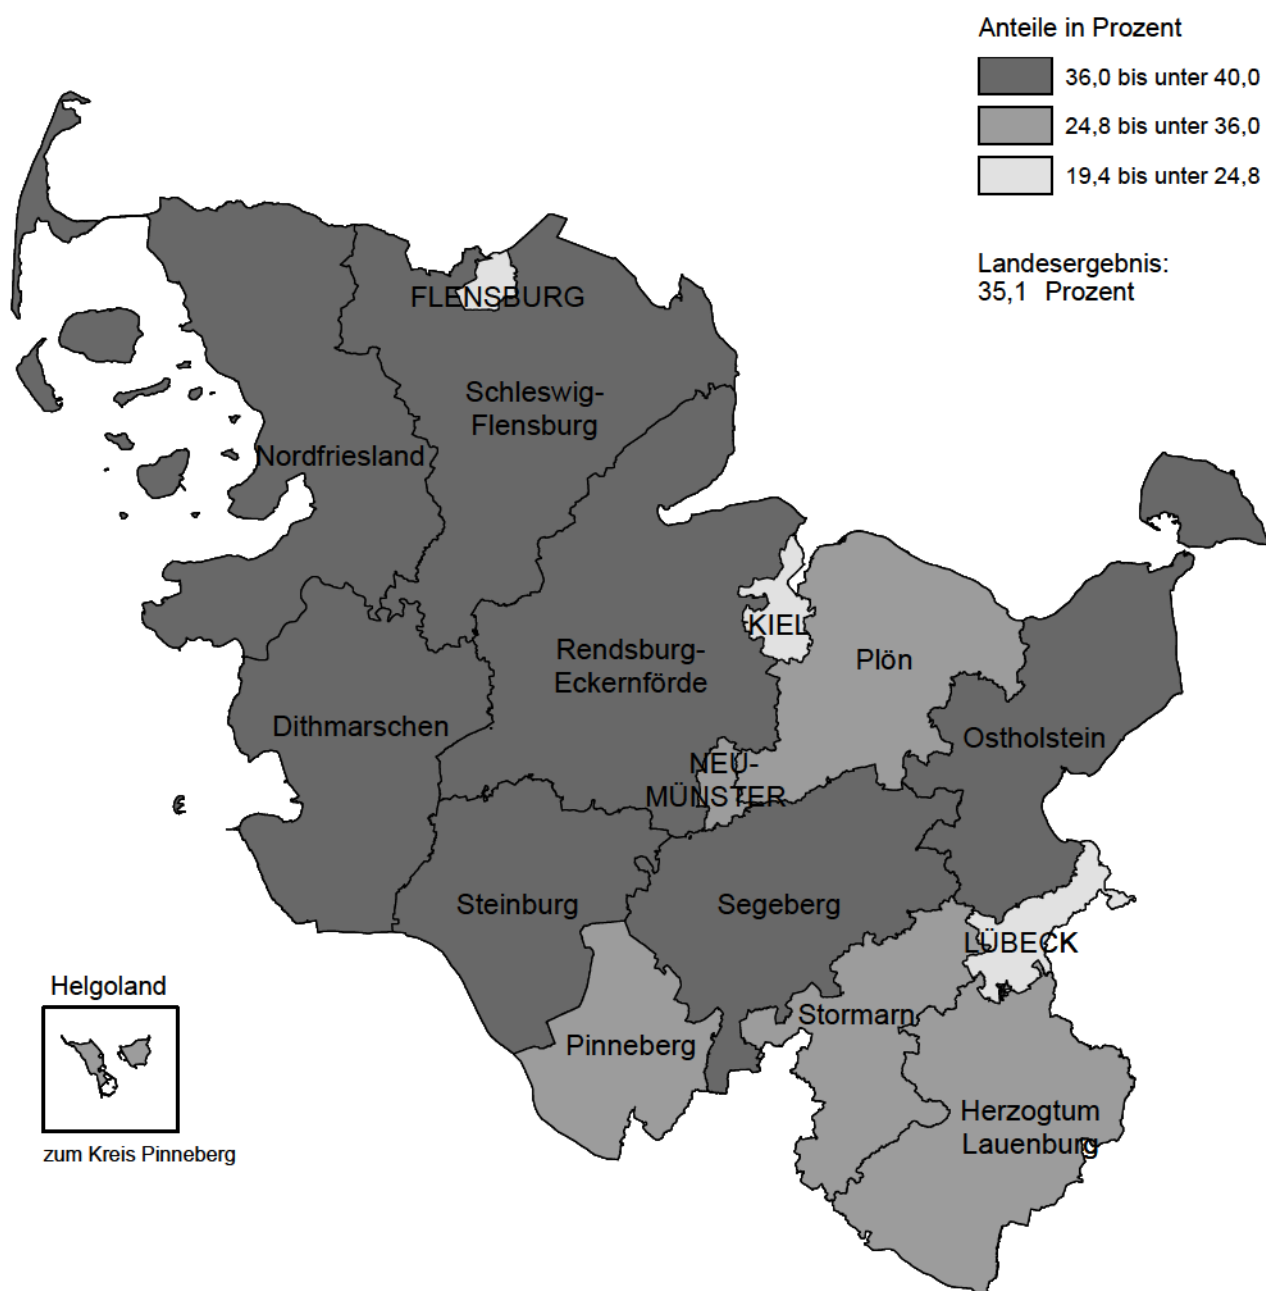 Anteile in Prozent
36,0 bis unter 40,0
24,8 bis unter 36,0
19,4 bis unter 24,8
Landesergebnis:
35,1 Prozent
FLENSBURG
Schleswig-
Flensburg
Nordfriesland
KIEL
Rendsburg-
Eckernförde
Plön
Dithmarschen
Ostholstein
NEU-
MÜNSTER
Steinburg
Segeberg
LÜBECK
Helgoland
Stormarn
Pinneberg
Herzogtum
Lauenburg
zum Kreis Pinneberg